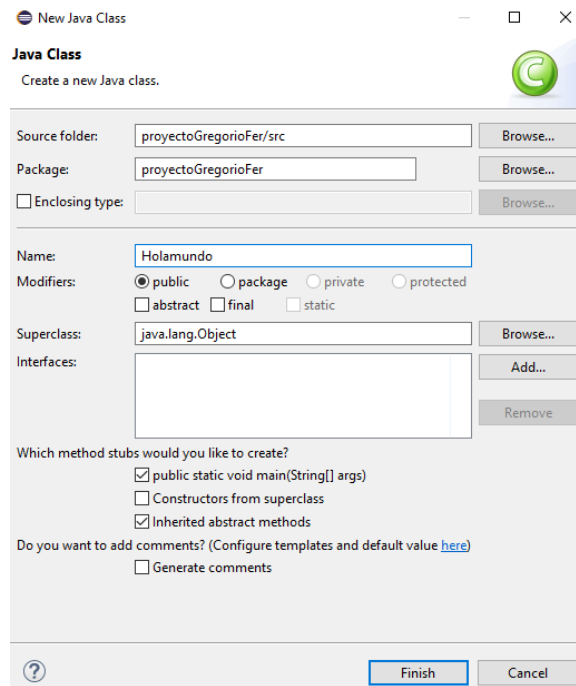 New Java Class
Java Class
Create a new Java class.
C
Source folder: proyectoGregorioFer/src Browse...
Package: proyectoGregorioFer Browse...
Enclosing type: Browse...
Name: Holamundo
Modifiers: public package private protected
abstract final static
Superclass: java.lang.Object Browse...
Interfaces: Add...
Remove
Which method stubs would you like to create?
public static void main(String[] args)
Constructors from superclass
Inherited abstract methods
Do you want to add comments? (Configure templates and default value here)
Generate comments
? Finish Cancel